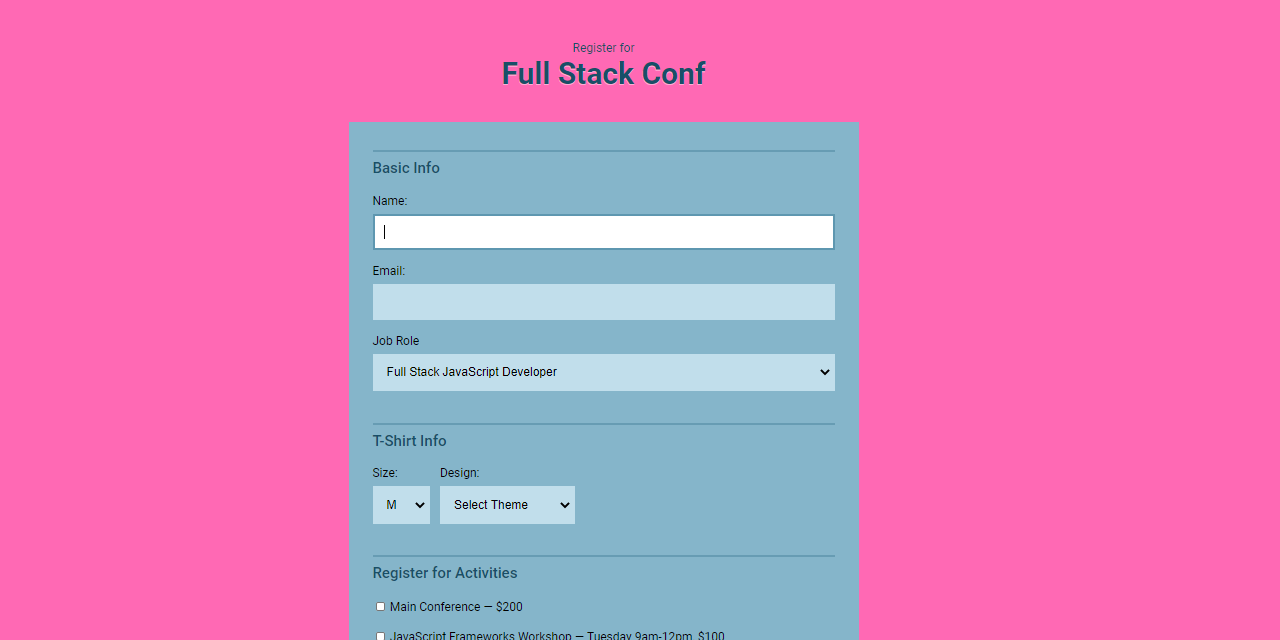 Register for
Full Stack Conf
Basic Info
Name:
Email:
Job Role
Full Stack JavaScript Developer
T-Shirt Info
Size: Design:
M Select Theme
Register for Activities
Main Conference — $200
JavaScript Frameworks Workshop — Tuesday 9am-12pm, $100